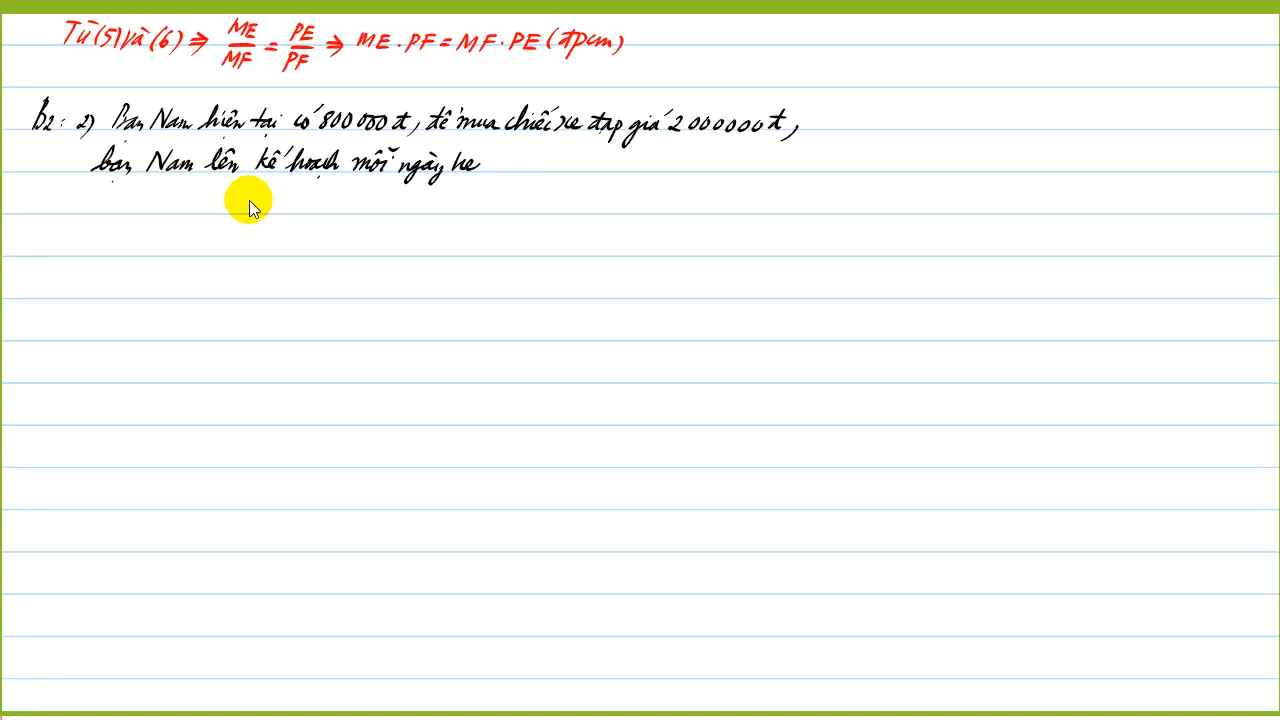 Từ (5) và (6) ⇒ ME/MF = PE/PF ⇒ ME . PF = MF . PE (đpcm)
B2: 2) Bạn Nam hiện tại có 800 000 đ, để mua chiếc xe đạp giá 2 000 000 đ,
bạn Nam lên kế hoạch mỗi ngày